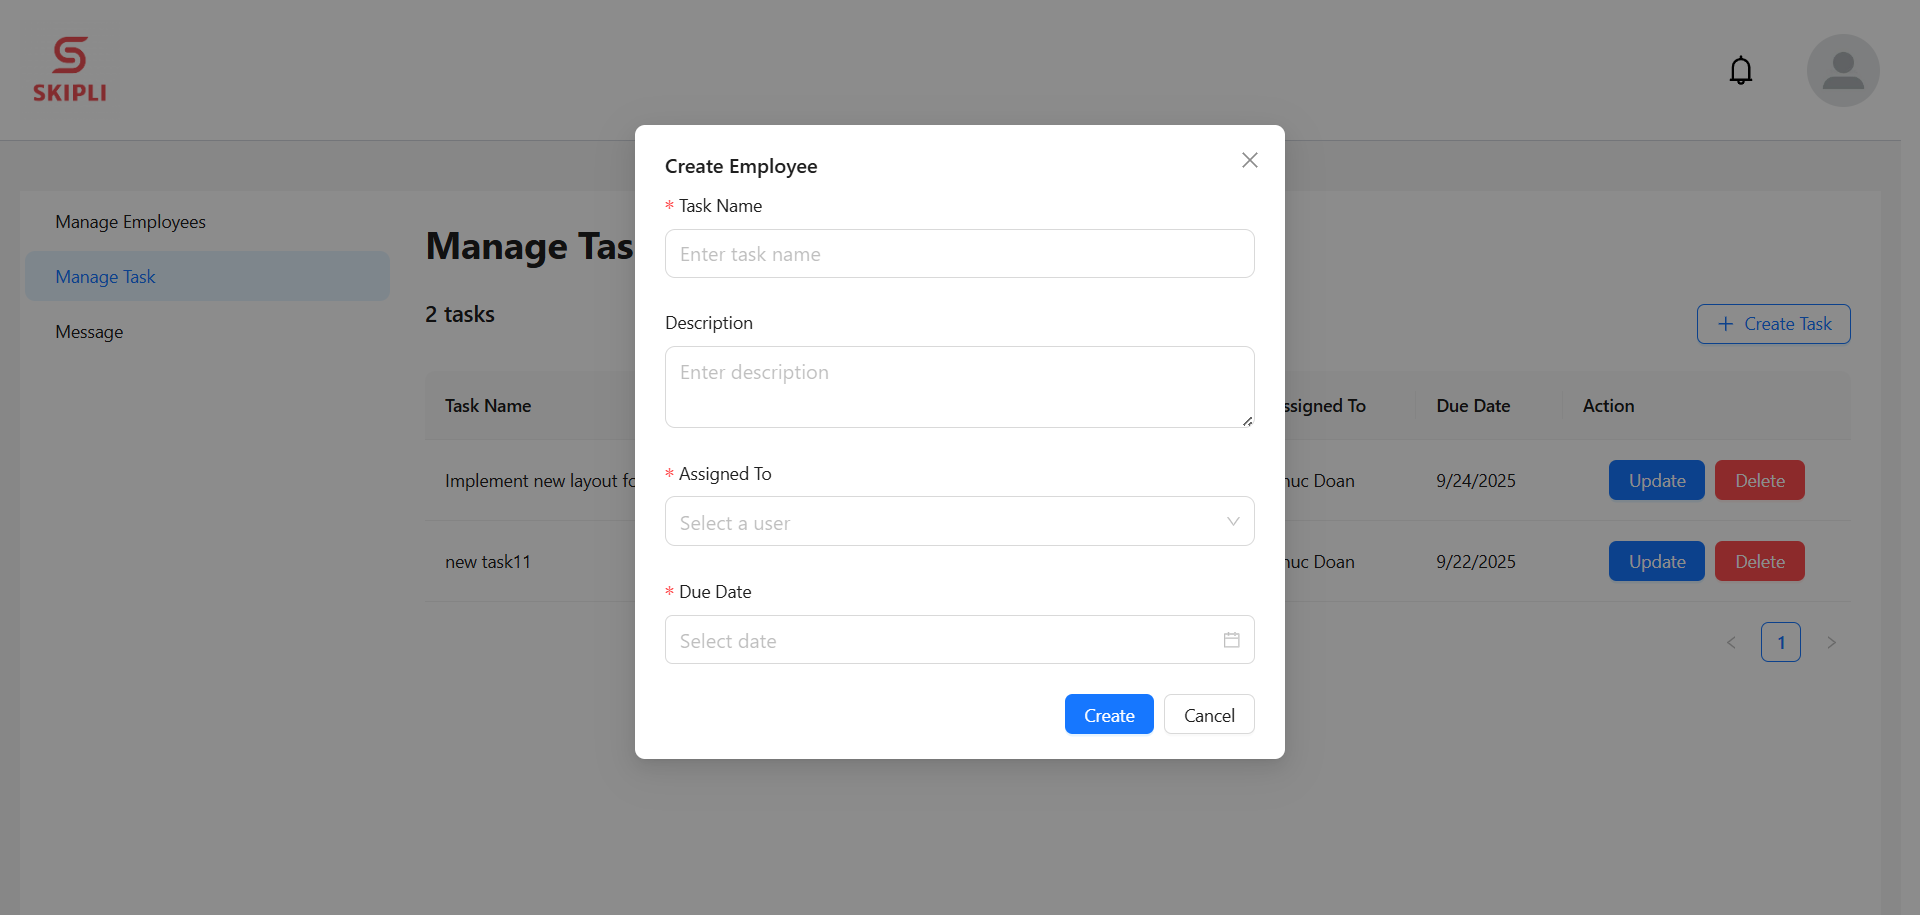 SKIPLI
Manage Employees
Manage Task
Message
Manage Tas
2 tasks
+ Create Task
Task Name
ssigned To
Due Date
Action
Implement new layout fo
uc Doan
9/24/2025
Update
Delete
new task11
uc Doan
9/22/2025
Update
Delete
1
Create Employee
* Task Name
Enter task name
Description
Enter description
* Assigned To
Select a user
* Due Date
Select date
Create
Cancel